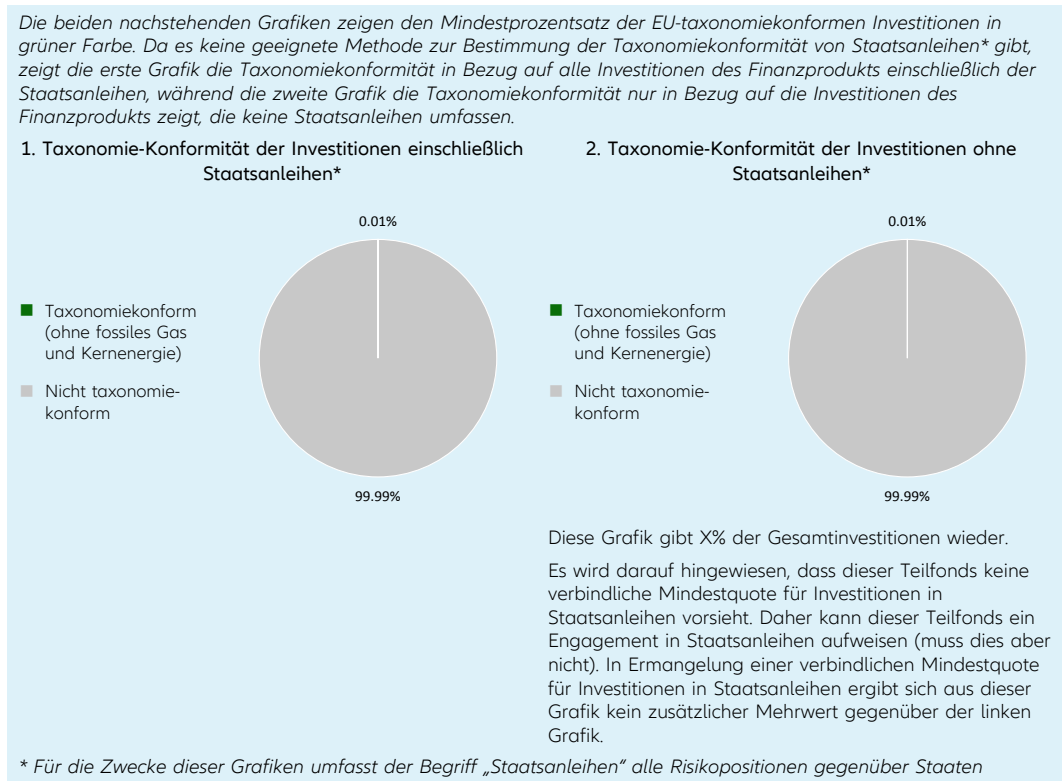 Die beiden nachstehenden Grafiken zeigen den Mindestprozentsatz der EU-taxonomiekonformen Investitionen in
grüner Farbe. Da es keine geeignete Methode zur Bestimmung der Taxonomiekonformität von Staatsanleihen* gibt,
zeigt die erste Grafik die Taxonomiekonformität in Bezug auf alle Investitionen des Finanzprodukts einschließlich der
Staatsanleihen, während die zweite Grafik die Taxonomiekonformität nur in Bezug auf die Investitionen des
Finanzprodukts zeigt, die keine Staatsanleihen umfassen.
1. Taxonomie-Konformität der Investitionen einschließlich
Staatsanleihen*
0.01%
Taxonomiekonform
(ohne fossiles Gas
und Kernenergie)
Nicht taxonomie-
konform
99.99%
2. Taxonomie-Konformität der Investitionen ohne
Staatsanleihen*
0.01%
Taxonomiekonform
(ohne fossiles Gas
und Kernenergie)
Nicht taxonomie-
konform
99.99%
Diese Grafik gibt X% der Gesamtinvestitionen wieder.
Es wird darauf hingewiesen, dass dieser Teilfonds keine
verbindliche Mindestquote für Investitionen in
Staatsanleihen vorsieht. Daher kann dieser Teilfonds ein
Engagement in Staatsanleihen aufweisen (muss dies aber
nicht). In Ermangelung einer verbindlichen Mindestquote
für Investitionen in Staatsanleihen ergibt sich aus dieser
Grafik kein zusätzlicher Mehrwert gegenüber der linken
Grafik.
* Für die Zwecke dieser Grafiken umfasst der Begriff „Staatsanleihen“ alle Risikopositionen gegenüber Staaten